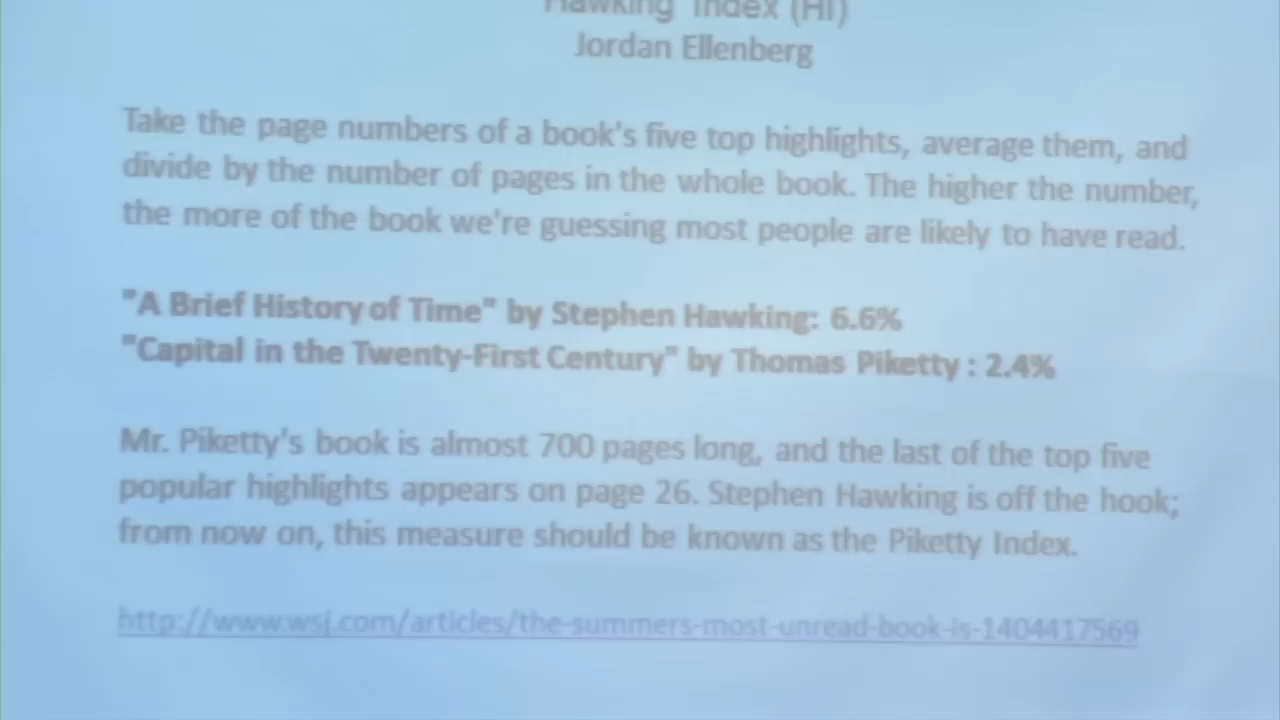 Hawking Index (HI)
Jordan Ellenberg
Take the page numbers of a book's five top highlights, average them, and
divide by the number of pages in the whole book. The higher the number,
the more of the book we're guessing most people are likely to have read.
"A Brief History of Time" by Stephen Hawking: 6.6%
"Capital in the Twenty-First Century" by Thomas Piketty : 2.4%
Mr. Piketty's book is almost 700 pages long, and the last of the top five
popular highlights appears on page 26. Stephen Hawking is off the hook;
from now on, this measure should be known as the Piketty Index.
http://www.wsj.com/articles/the-summers-most-unread-book-is-1404417569